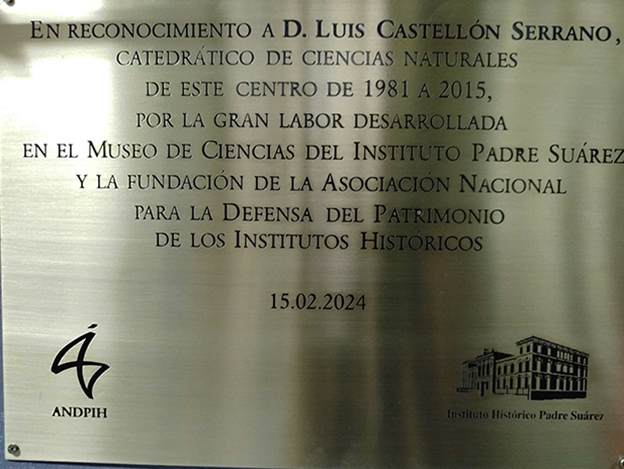 En reconocimiento a D. Luis Castellón Serrano,
catedrático de ciencias naturales
de este centro de 1981 a 2015,
por la gran labor desarrollada
en el Museo de Ciencias del Instituto Padre Suárez
y la fundación de la Asociación Nacional
para la Defensa del Patrimonio
de los Institutos Históricos
15.02.2024
ANDPIH
Instituto Histórico Padre Suárez